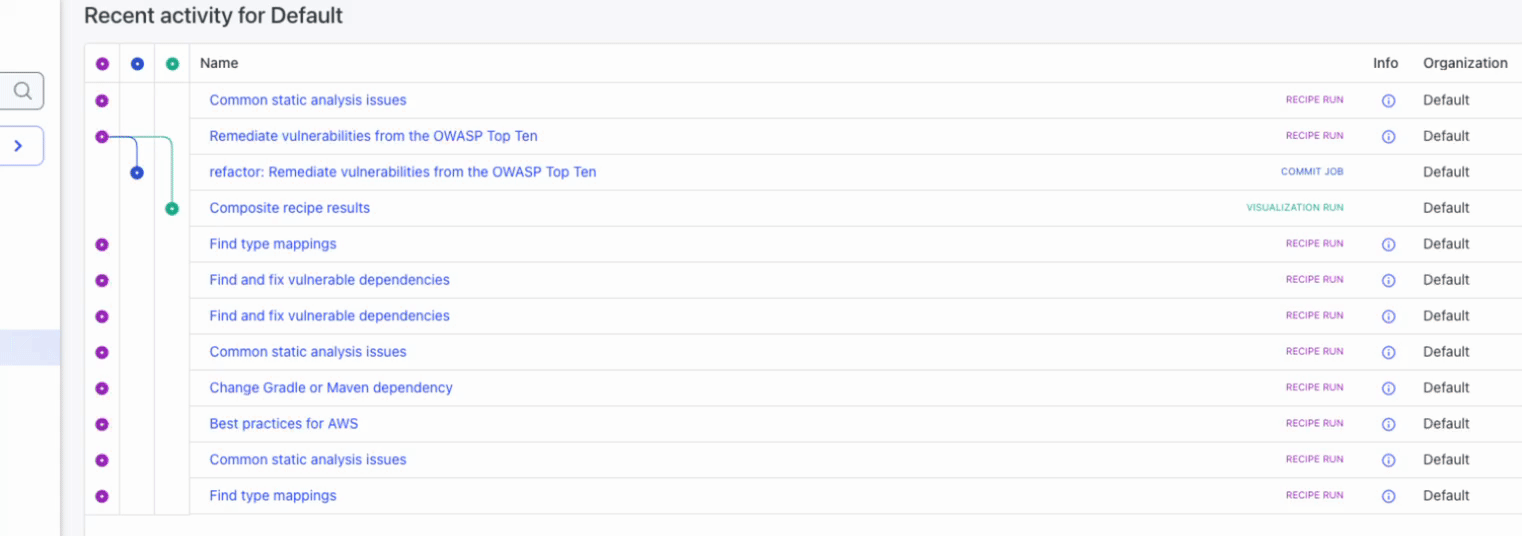 Recent activity for Default
Name Info Organization
Common static analysis issues RECIPE RUN Default
Remediate vulnerabilities from the OWASP Top Ten RECIPE RUN Default
refactor: Remediate vulnerabilities from the OWASP Top Ten COMMIT JOB Default
Composite recipe results VISUALIZATION RUN Default
Find type mappings RECIPE RUN Default
Find and fix vulnerable dependencies RECIPE RUN Default
Find and fix vulnerable dependencies RECIPE RUN Default
Common static analysis issues RECIPE RUN Default
Change Gradle or Maven dependency RECIPE RUN Default
Best practices for AWS RECIPE RUN Default
Common static analysis issues RECIPE RUN Default
Find type mappings RECIPE RUN Default